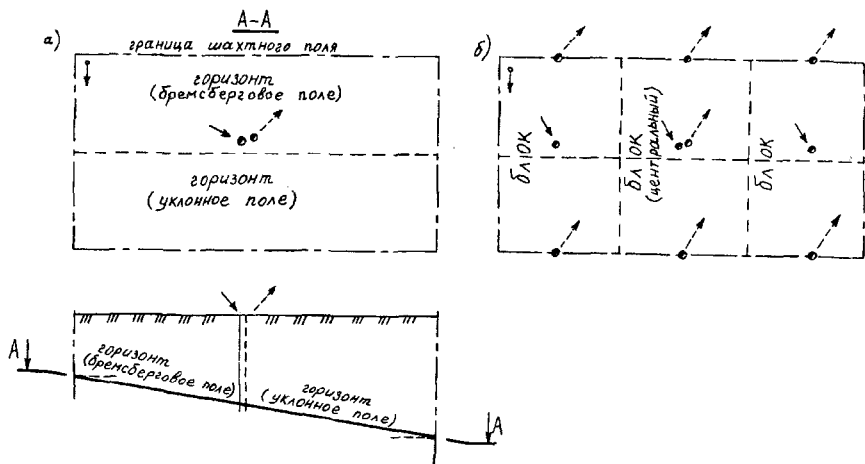 А-А
а)
граница шахтного поля
горизонт
(бремсберговое поле)
горизонт
(уклонное поле)
б)
блок
блок
(центральный)
блок
А
горизонт
(бремсберговое поле)
горизонт
(уклонное поле)
А